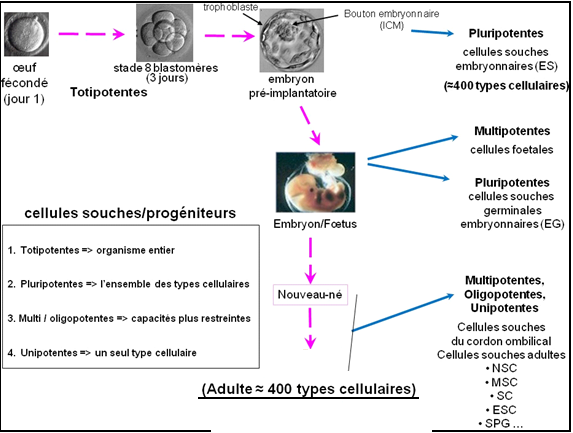 trophoblaste
Bouton embryonnaire
(ICM)
œuf
fécondé
(jour 1)
stade 8 blastomères
(3 jours)
Totipotentes
embryon
pré-implantatoire
Pluripotentes
cellules souches
embryonnaires (ES)
(≈400 types cellulaires)
Multipotentes
cellules foetales
Pluripotentes
cellules souches
germinales
embryonnaires (EG)
Embryon/Fœtus
cellules souches/progéniteurs
1. Totipotentes => organisme entier
2. Pluripotentes => l'ensemble des types cellulaires
3. Multi / oligopotentes => capacités plus restreintes
4. Unipotentes => un seul type cellulaire
Nouveau-né
Multipotentes,
Oligopotentes,
Unipotentes
Cellules souches
du cordon ombilical
Cellules souches adultes
• NSC
• MSC
• SC
• ESC
• SPG ...
(Adulte ≈ 400 types cellulaires)